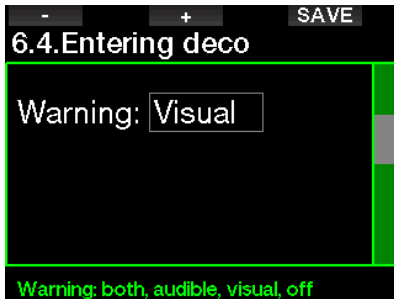 - + SAVE
6.4.Entering deco
Warning: Visual
Warning: both, audible, visual, off